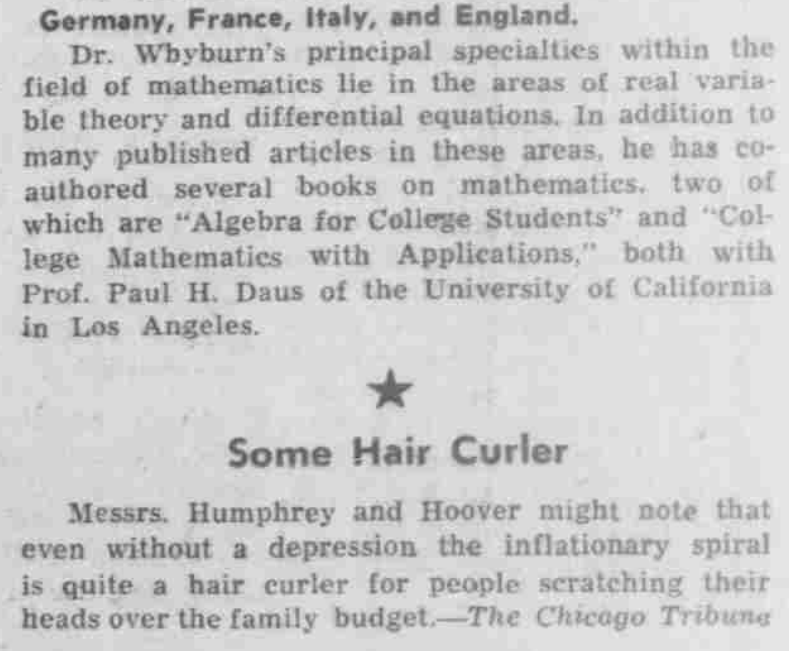 Germany, France, Italy, and England.
Dr. Whyburn's principal specialties within the
field of mathematics lie in the areas of real varia-
ble theory and differential equations. In addition to
many published articles in these areas, he has co-
authored several books on mathematics, two of
which are "Algebra for College Students" and "Col-
lege Mathematics with Applications," both with
Prof. Paul H. Daus of the University of California
in Los Angeles.
★
Some Hair Curler
Messrs. Humphrey and Hoover might note that
even without a depression the inflationary spiral
is quite a hair curler for people scratching their
heads over the family budget.—The Chicago Tribune